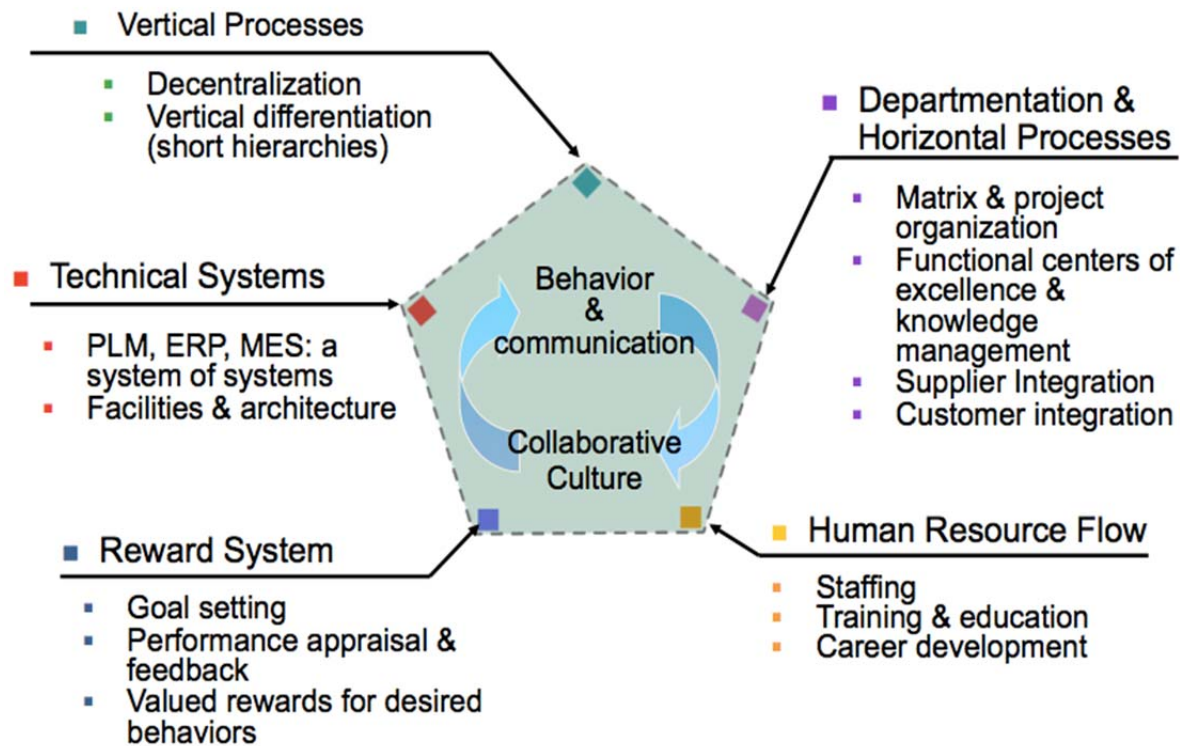 Vertical Processes
Decentralization
Vertical differentiation
(short hierarchies)
Departmentation &
Horizontal Processes
Matrix & project
organization
Functional centers of
excellence &
knowledge
management
Supplier Integration
Customer integration
Technical Systems
PLM, ERP, MES: a
system of systems
Facilities & architecture
Behavior
&
communication
Collaborative
Culture
Reward System
Goal setting
Performance appraisal &
feedback
Valued rewards for desired
behaviors
Human Resource Flow
Staffing
Training & education
Career development